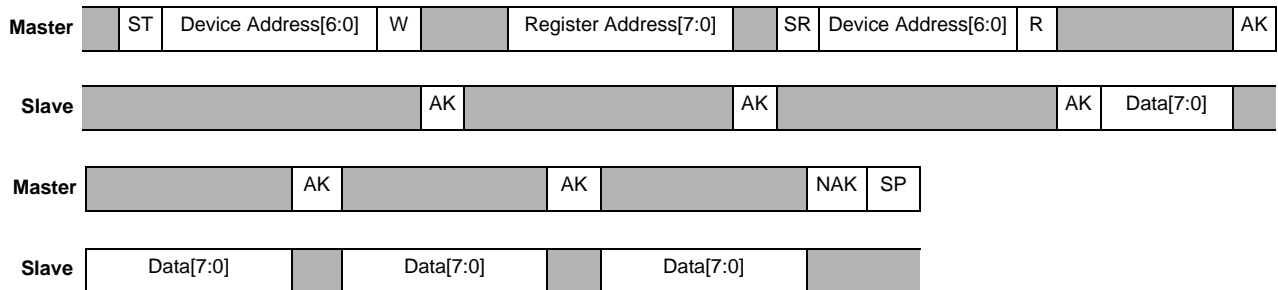 Master ST Device Address[6:0] W Register Address[7:0] SR Device Address[6:0] R AK
Slave AK AK AK Data[7:0]
Master AK AK NAK SP
Slave Data[7:0] Data[7:0] Data[7:0]